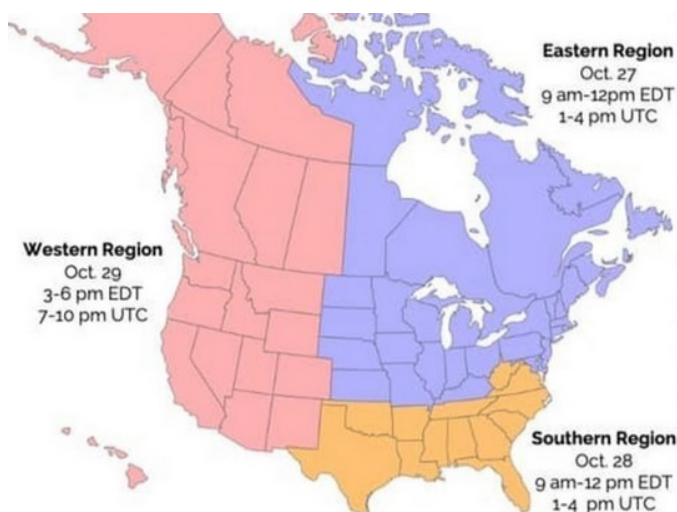 Eastern Region
Oct. 27
9 am-12pm EDT
1-4 pm UTC
Western Region
Oct. 29
3-6 pm EDT
7-10 pm UTC
Southern Region
Oct. 28
9 am-12 pm EDT
1-4 pm UTC